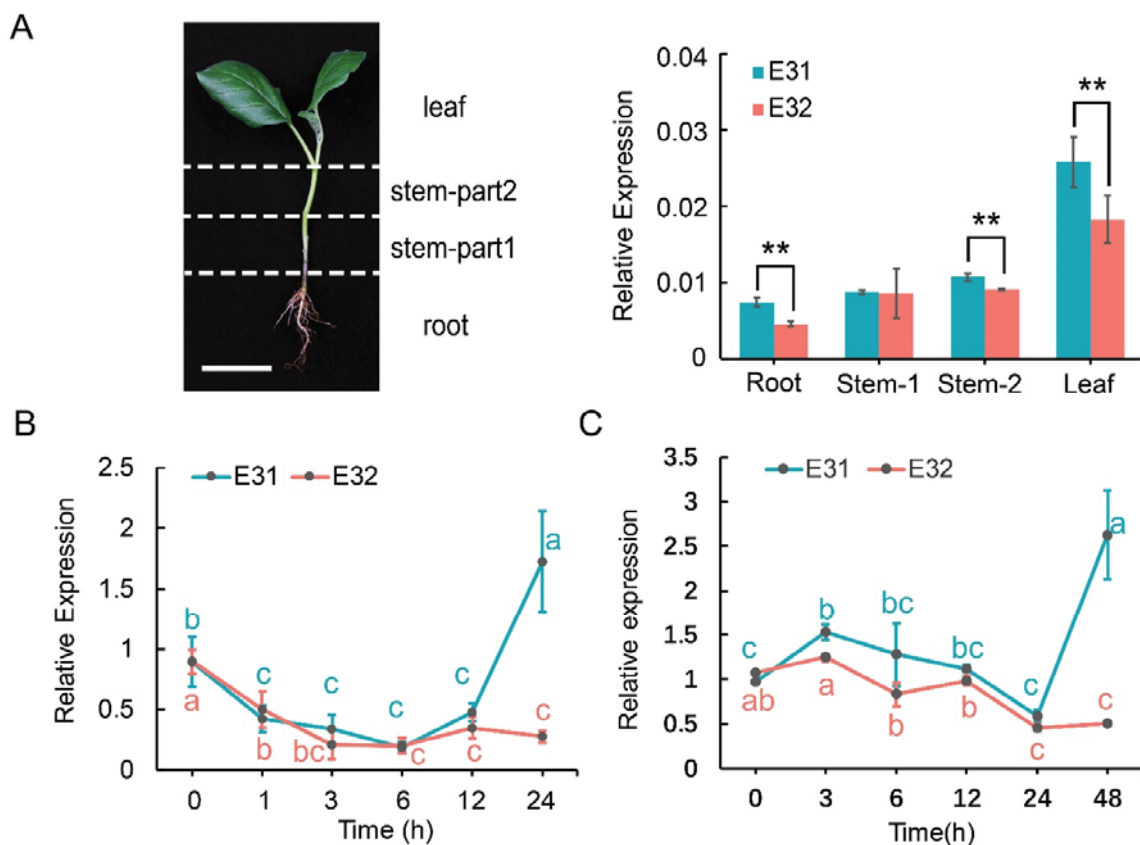 A
leaf
stem-part2
stem-part1
root
Relative Expression
0.04
0.03
0.02
0.01
0
E31
E32
**
**
**
Root Stem-1 Stem-2 Leaf
B
E31 E32
Relative Expression
2.5
2
1.5
1
0.5
0
b
c
c
c
c
a
a
b
bc
c
c
c
0 1 3 6 12 24
Time (h)
C
E31 E32
Relative expression
3.5
3
2.5
2
1.5
1
0.5
0
c
b
bc
bc
c
a
ab
a
b
b
c
c
0 3 6 12 24 48
Time(h)